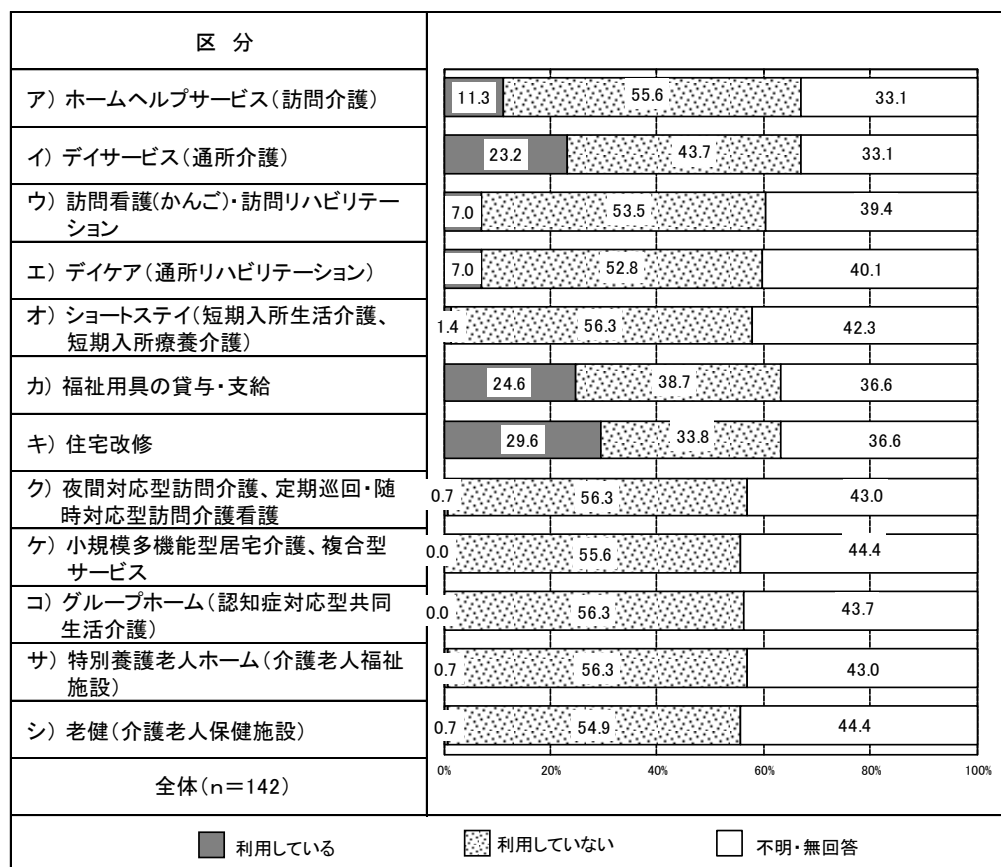 区 分
ア) ホームヘルプサービス(訪問介護)
11.3
55.6
33.1
イ) デイサービス(通所介護)
23.2
43.7
33.1
ウ) 訪問看護(かんご)・訪問リハビリテー
ション
7.0
53.5
39.4
エ) デイケア(通所リハビリテーション)
7.0
52.8
40.1
オ) ショートステイ(短期入所生活介護、
短期入所療養介護)
1.4
56.3
42.3
カ) 福祉用具の貸与・支給
24.6
38.7
36.6
キ) 住宅改修
29.6
33.8
36.6
ク) 夜間対応型訪問介護、定期巡回・随
時対応型訪問介護看護
0.7
56.3
43.0
ケ) 小規模多機能型居宅介護、複合型
サービス
0.0
55.6
44.4
コ) グループホーム(認知症対応型共同
生活介護)
0.0
56.3
43.7
サ) 特別養護老人ホーム(介護老人福祉
施設)
0.7
56.3
43.0
シ) 老健(介護老人保健施設)
0.7
54.9
44.4
全体(n=142)
0% 20% 40% 60% 80% 100%
利用している 利用していない 不明・無回答